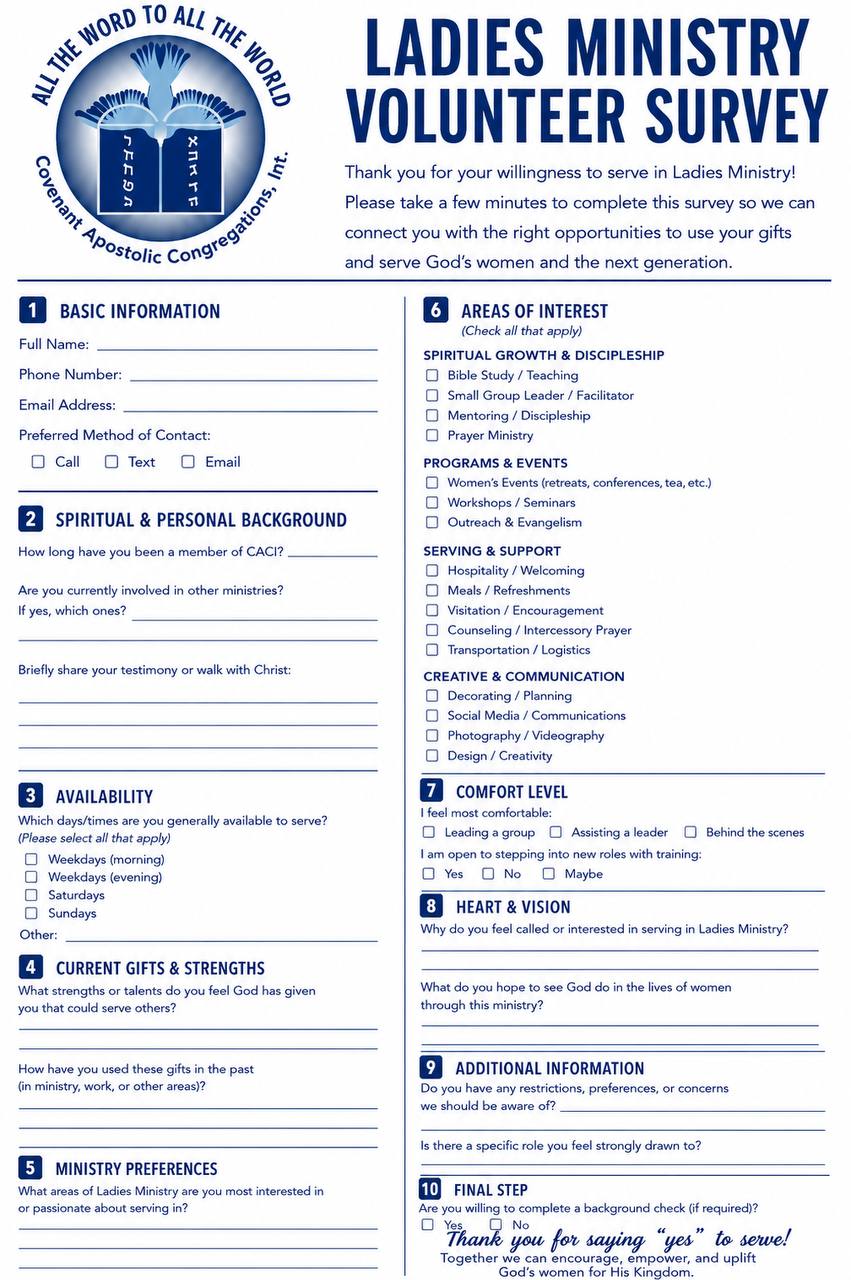 ALL THE WORD TO ALL THE WORLD
Covenant Apostolic Congregations, Int.
LADIES MINISTRY
VOLUNTEER SURVEY
Thank you for your willingness to serve in Ladies Ministry!
Please take a few minutes to complete this survey so we can
connect you with the right opportunities to use your gifts
and serve God's women and the next generation.
1 BASIC INFORMATION
Full Name:
Phone Number:
Email Address:
Preferred Method of Contact:
Call Text Email
2 SPIRITUAL & PERSONAL BACKGROUND
How long have you been a member of CACI?
Are you currently involved in other ministries?
If yes, which ones?
Briefly share your testimony or walk with Christ:
3 AVAILABILITY
Which days/times are you generally available to serve?
(Please select all that apply)
Weekdays (morning)
Weekdays (evening)
Saturdays
Sundays
Other:
4 CURRENT GIFTS & STRENGTHS
What strengths or talents do you feel God has given
you that could serve others?
How have you used these gifts in the past
(in ministry, work, or other areas)?
5 MINISTRY PREFERENCES
What areas of Ladies Ministry are you most interested in
or passionate about serving in?
6 AREAS OF INTEREST
(Check all that apply)
SPIRITUAL GROWTH & DISCIPLESHIP
Bible Study / Teaching
Small Group Leader / Facilitator
Mentoring / Discipleship
Prayer Ministry
PROGRAMS & EVENTS
Women's Events (retreats, conferences, tea, etc.)
Workshops / Seminars
Outreach & Evangelism
SERVING & SUPPORT
Hospitality / Welcoming
Meals / Refreshments
Visitation / Encouragement
Counseling / Intercessory Prayer
Transportation / Logistics
CREATIVE & COMMUNICATION
Decorating / Planning
Social Media / Communications
Photography / Videography
Design / Creativity
7 COMFORT LEVEL
I feel most comfortable:
Leading a group Assisting a leader Behind the scenes
I am open to stepping into new roles with training:
Yes No Maybe
8 HEART & VISION
Why do you feel called or interested in serving in Ladies Ministry?
What do you hope to see God do in the lives of women
through this ministry?
9 ADDITIONAL INFORMATION
Do you have any restrictions, preferences, or concerns
we should be aware of?
Is there a specific role you feel strongly drawn to?
10 FINAL STEP
Are you willing to complete a background check (if required)?
Yes No
Thank you for saying "yes" to serve!
Together we can encourage, empower, and uplift
God's women for His Kingdom.